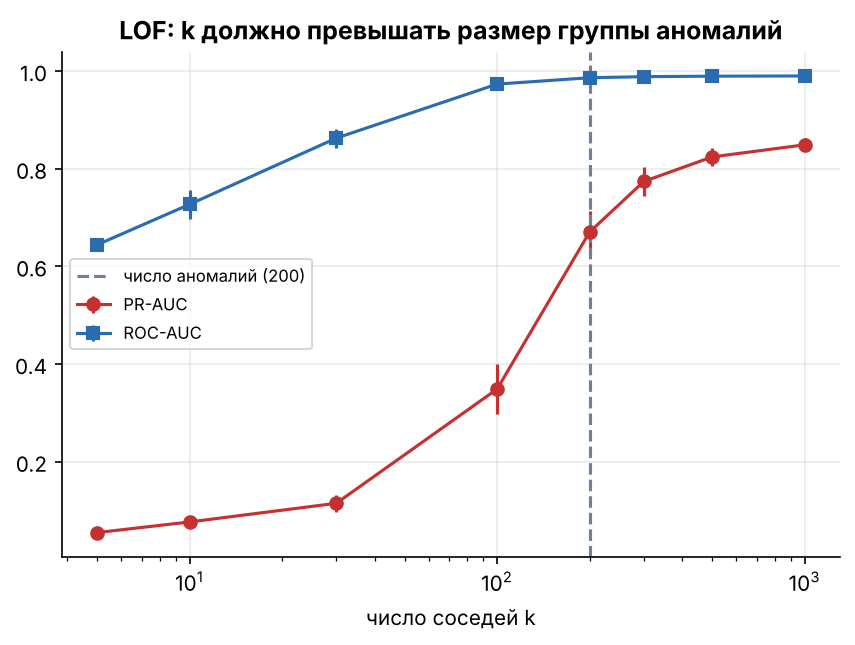 LOF: k должно превышать размер группы аномалий
1.0
0.8
0.6
0.4
0.2
число аномалий (200)
PR-AUC
ROC-AUC
10¹ 10² 10³
число соседей k